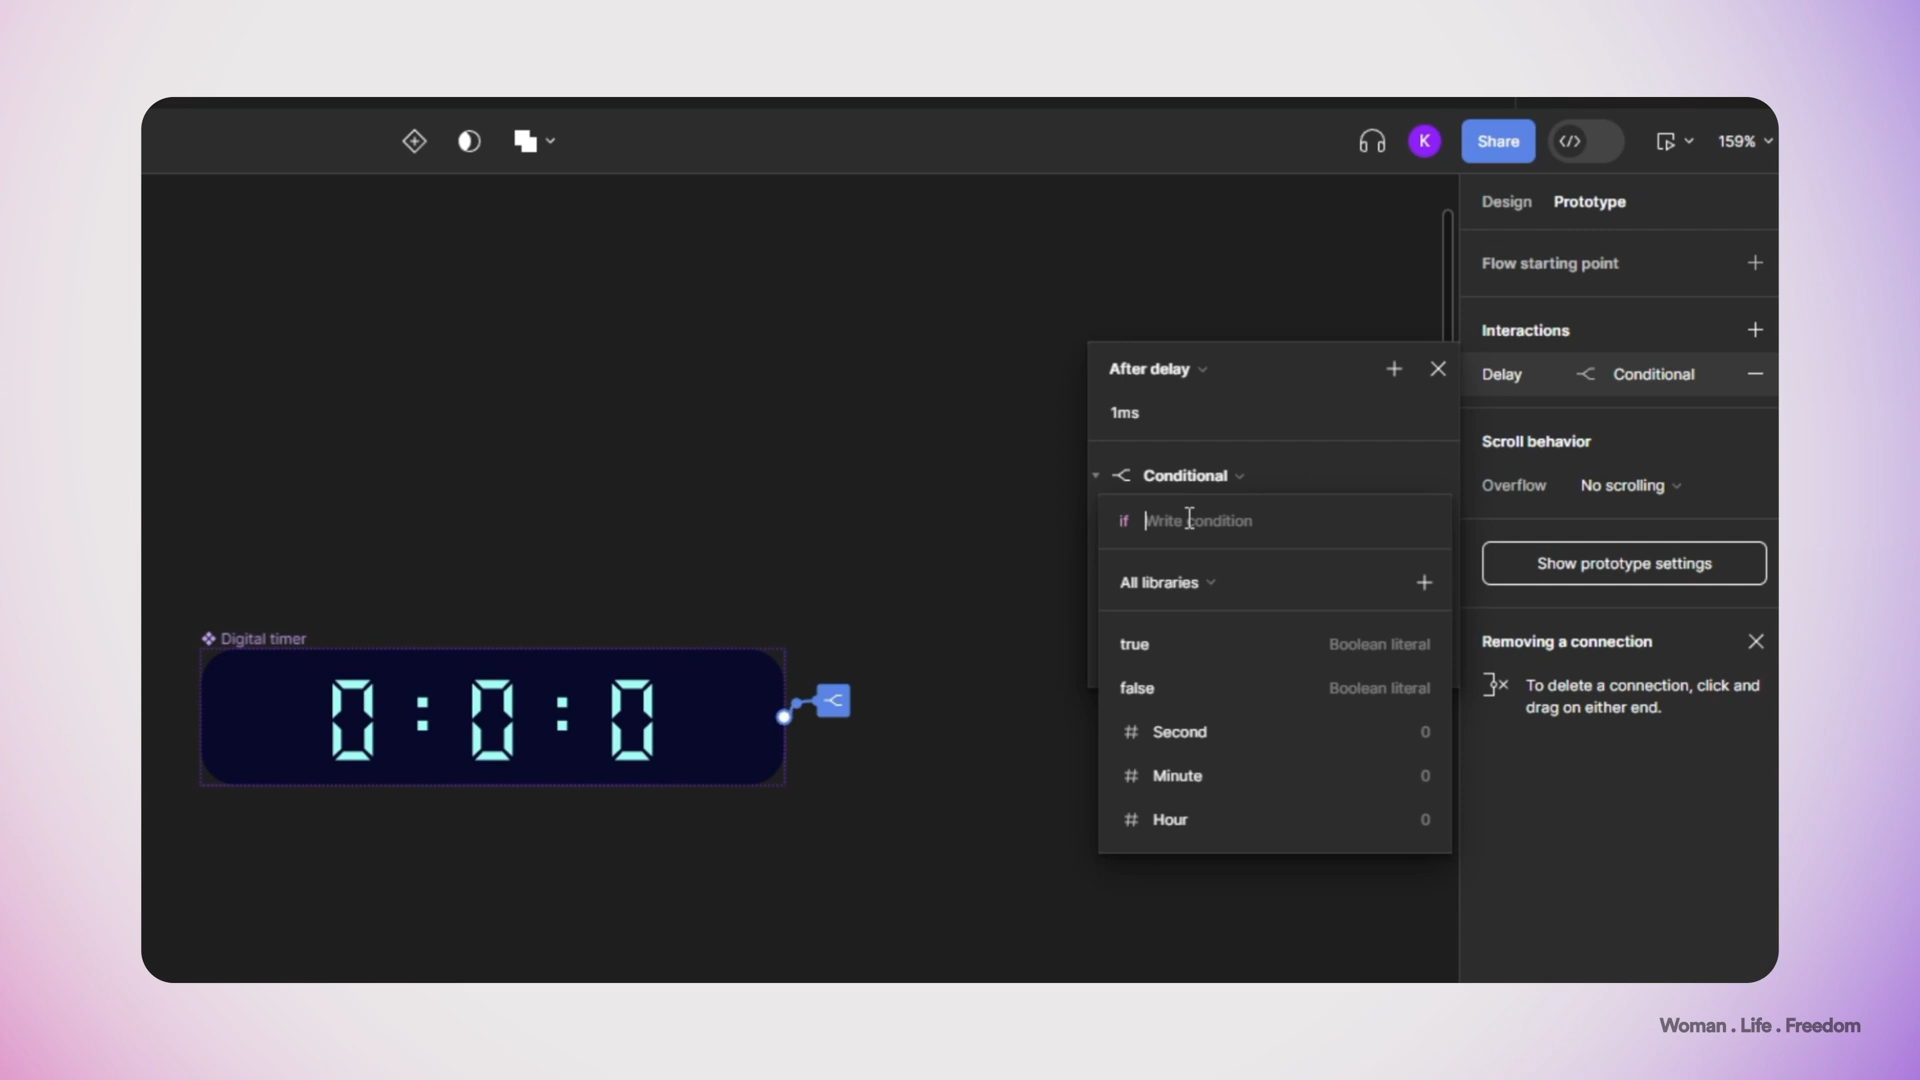 K
Share
159%
Design Prototype
Flow starting point
Interactions
Delay Conditional
Scroll behavior
Overflow No scrolling
Show prototype settings
Removing a connection
To delete a connection, click and
drag on either end.
After delay
1ms
Conditional
if Write condition
All libraries
true Boolean literal
false Boolean literal
# Second 0
# Minute 0
# Hour 0
Digital timer
0:0:0
Woman . Life . Freedom